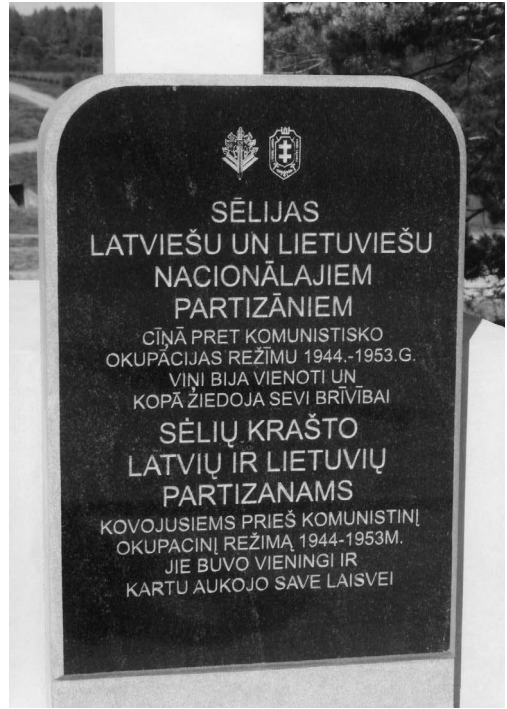 SĒLIJAS
LATVIEŠU UN LIETUVIEŠU
NACIONĀLAJIEM
PARTIZĀNIEM
CĪŅĀ PRET KOMUNISTISKO
OKUPĀCIJAS REŽĪMU 1944.-1953.G.
VIŅI BIJA VIENOTI UN
KOPĀ ŽIEDOJA SEVI BRĪVĪBAI
SĖLIŲ KRAŠTO
LATVIŲ IR LIETUVIŲ
PARTIZANAMS
KOVOJUSIEMS PRIEŠ KOMUNISTINĮ
OKUPACINĮ REŽIMĄ 1944-1953M.
JIE BUVO VIENINGI IR
KARTU AUKOJO SAVE LAISVEI